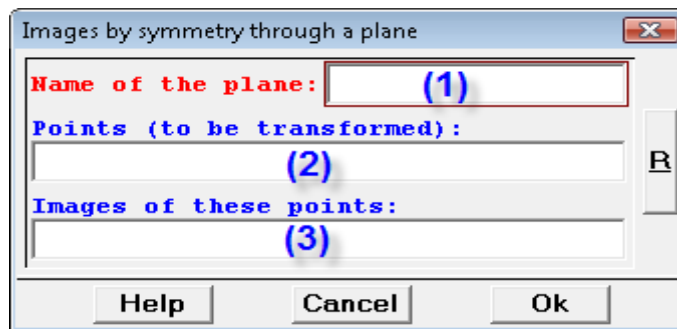 Images by symmetry through a plane
Name of the plane: (1)
Points (to be transformed):
(2)
R
Images of these points:
(3)
Help Cancel Ok